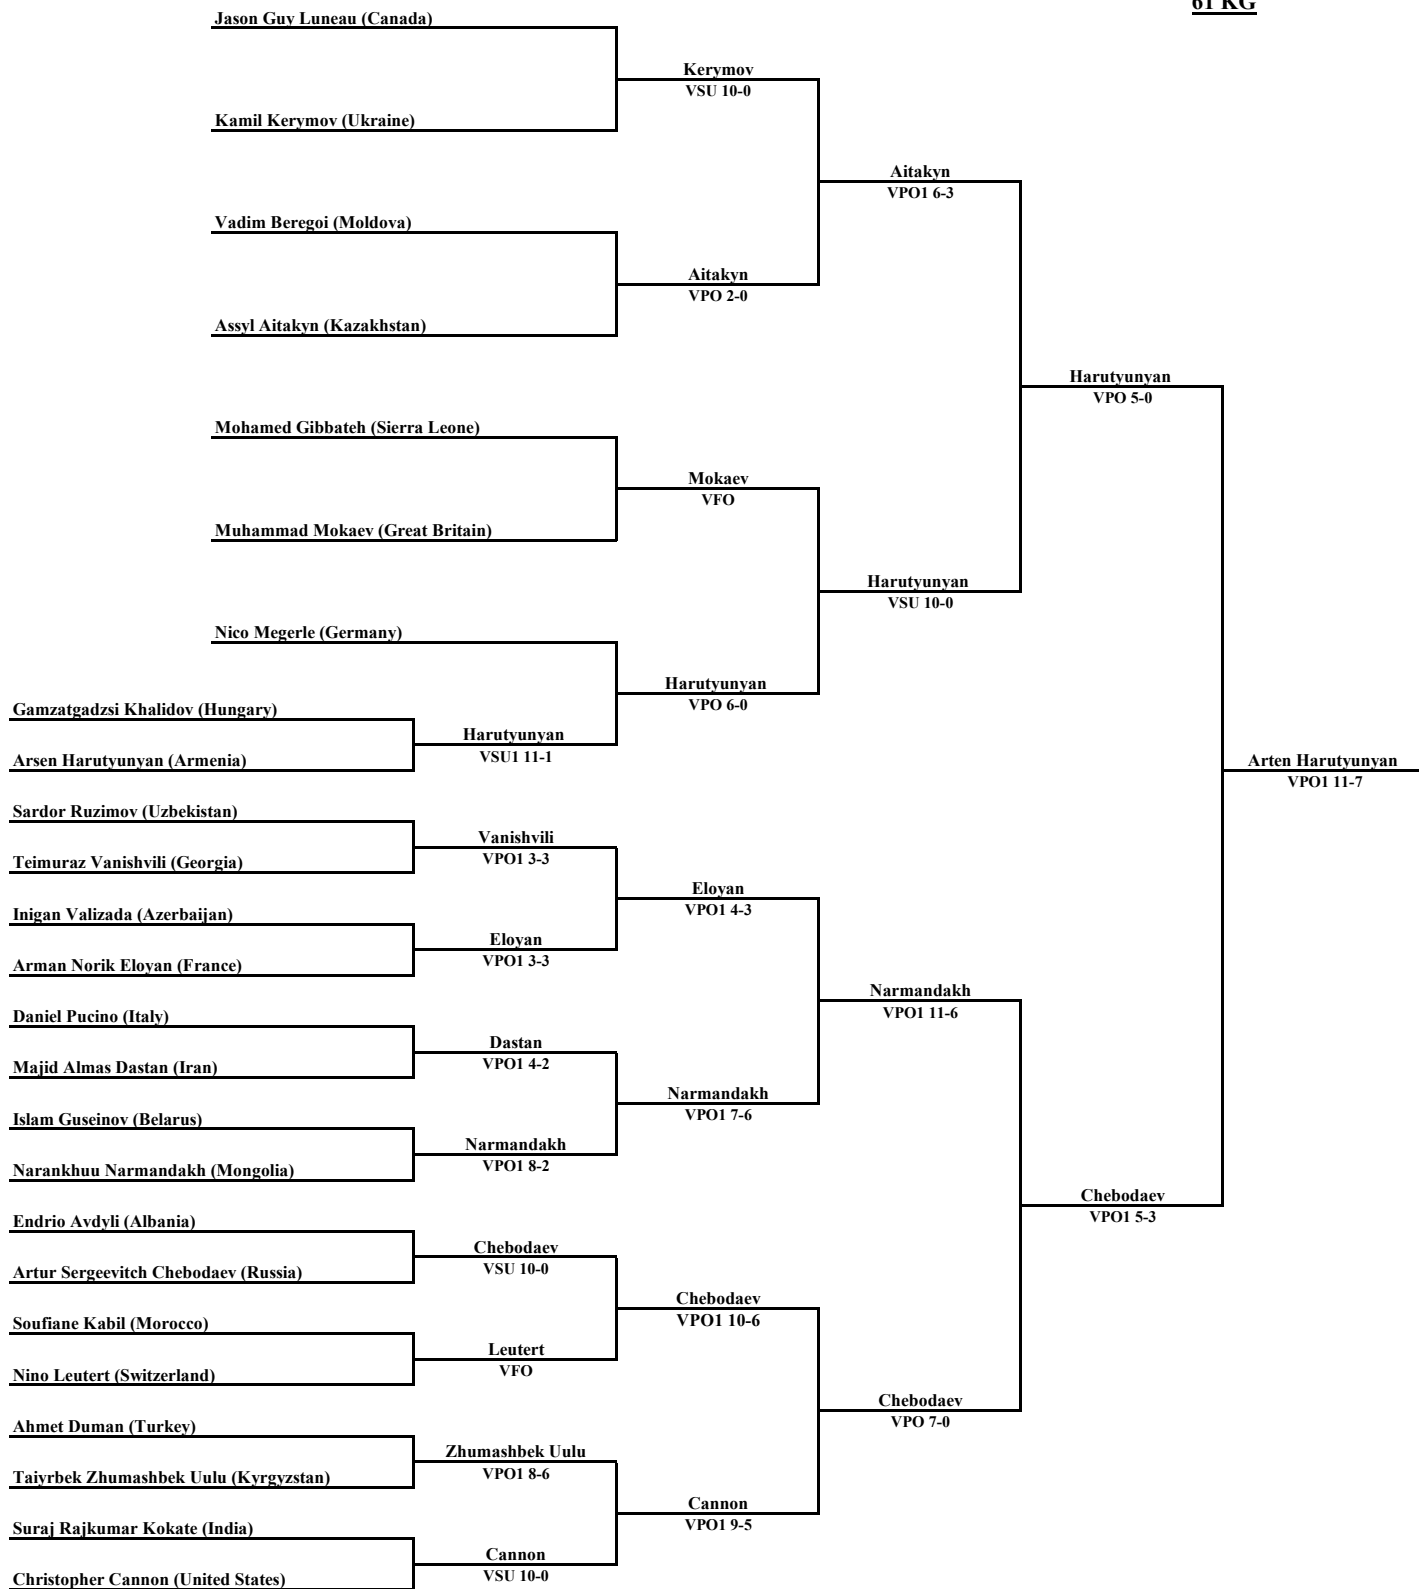 61 KG
Jason Guy Luneau (Canada)
Kerymov
VSU 10-0
Kamil Kerymov (Ukraine)
Aitakyn
VPO1 6-3
Vadim Beregoi (Moldova)
Aitakyn
VPO 2-0
Assyl Aitakyn (Kazakhstan)
Harutyunyan
VPO 5-0
Mohamed Gibbateh (Sierra Leone)
Mokaev
VFO
Muhammad Mokaev (Great Britain)
Harutyunyan
VSU 10-0
Nico Megerle (Germany)
Harutyunyan
VPO 6-0
Gamzatgadzsi Khalidov (Hungary)
Harutyunyan
VSU1 11-1
Arsen Harutyunyan (Armenia)
Arten Harutyunyan
VPO1 11-7
Sardor Ruzimov (Uzbekistan)
Vanishvili
VPO1 3-3
Teimuraz Vanishvili (Georgia)
Eloyan
VPO1 4-3
Inigan Valizada (Azerbaijan)
Eloyan
VPO1 3-3
Arman Norik Eloyan (France)
Narmandakh
VPO1 11-6
Daniel Pucino (Italy)
Dastan
VPO1 4-2
Majid Almas Dastan (Iran)
Narmandakh
VPO1 7-6
Islam Guseinov (Belarus)
Narmandakh
VPO1 8-2
Narankhuu Narmandakh (Mongolia)
Chebodaev
VPO1 5-3
Endrio Avdyli (Albania)
Chebodaev
VSU 10-0
Artur Sergeevitch Chebodaev (Russia)
Chebodaev
VPO1 10-6
Soufiane Kabil (Morocco)
Leutert
VFO
Nino Leutert (Switzerland)
Chebodaev
VPO 7-0
Ahmet Duman (Turkey)
Zhumashbek Uulu
VPO1 8-6
Taiyrbek Zhumashbek Uulu (Kyrgyzstan)
Cannon
VPO1 9-5
Suraj Rajkumar Kokate (India)
Cannon
VSU 10-0
Christopher Cannon (United States)